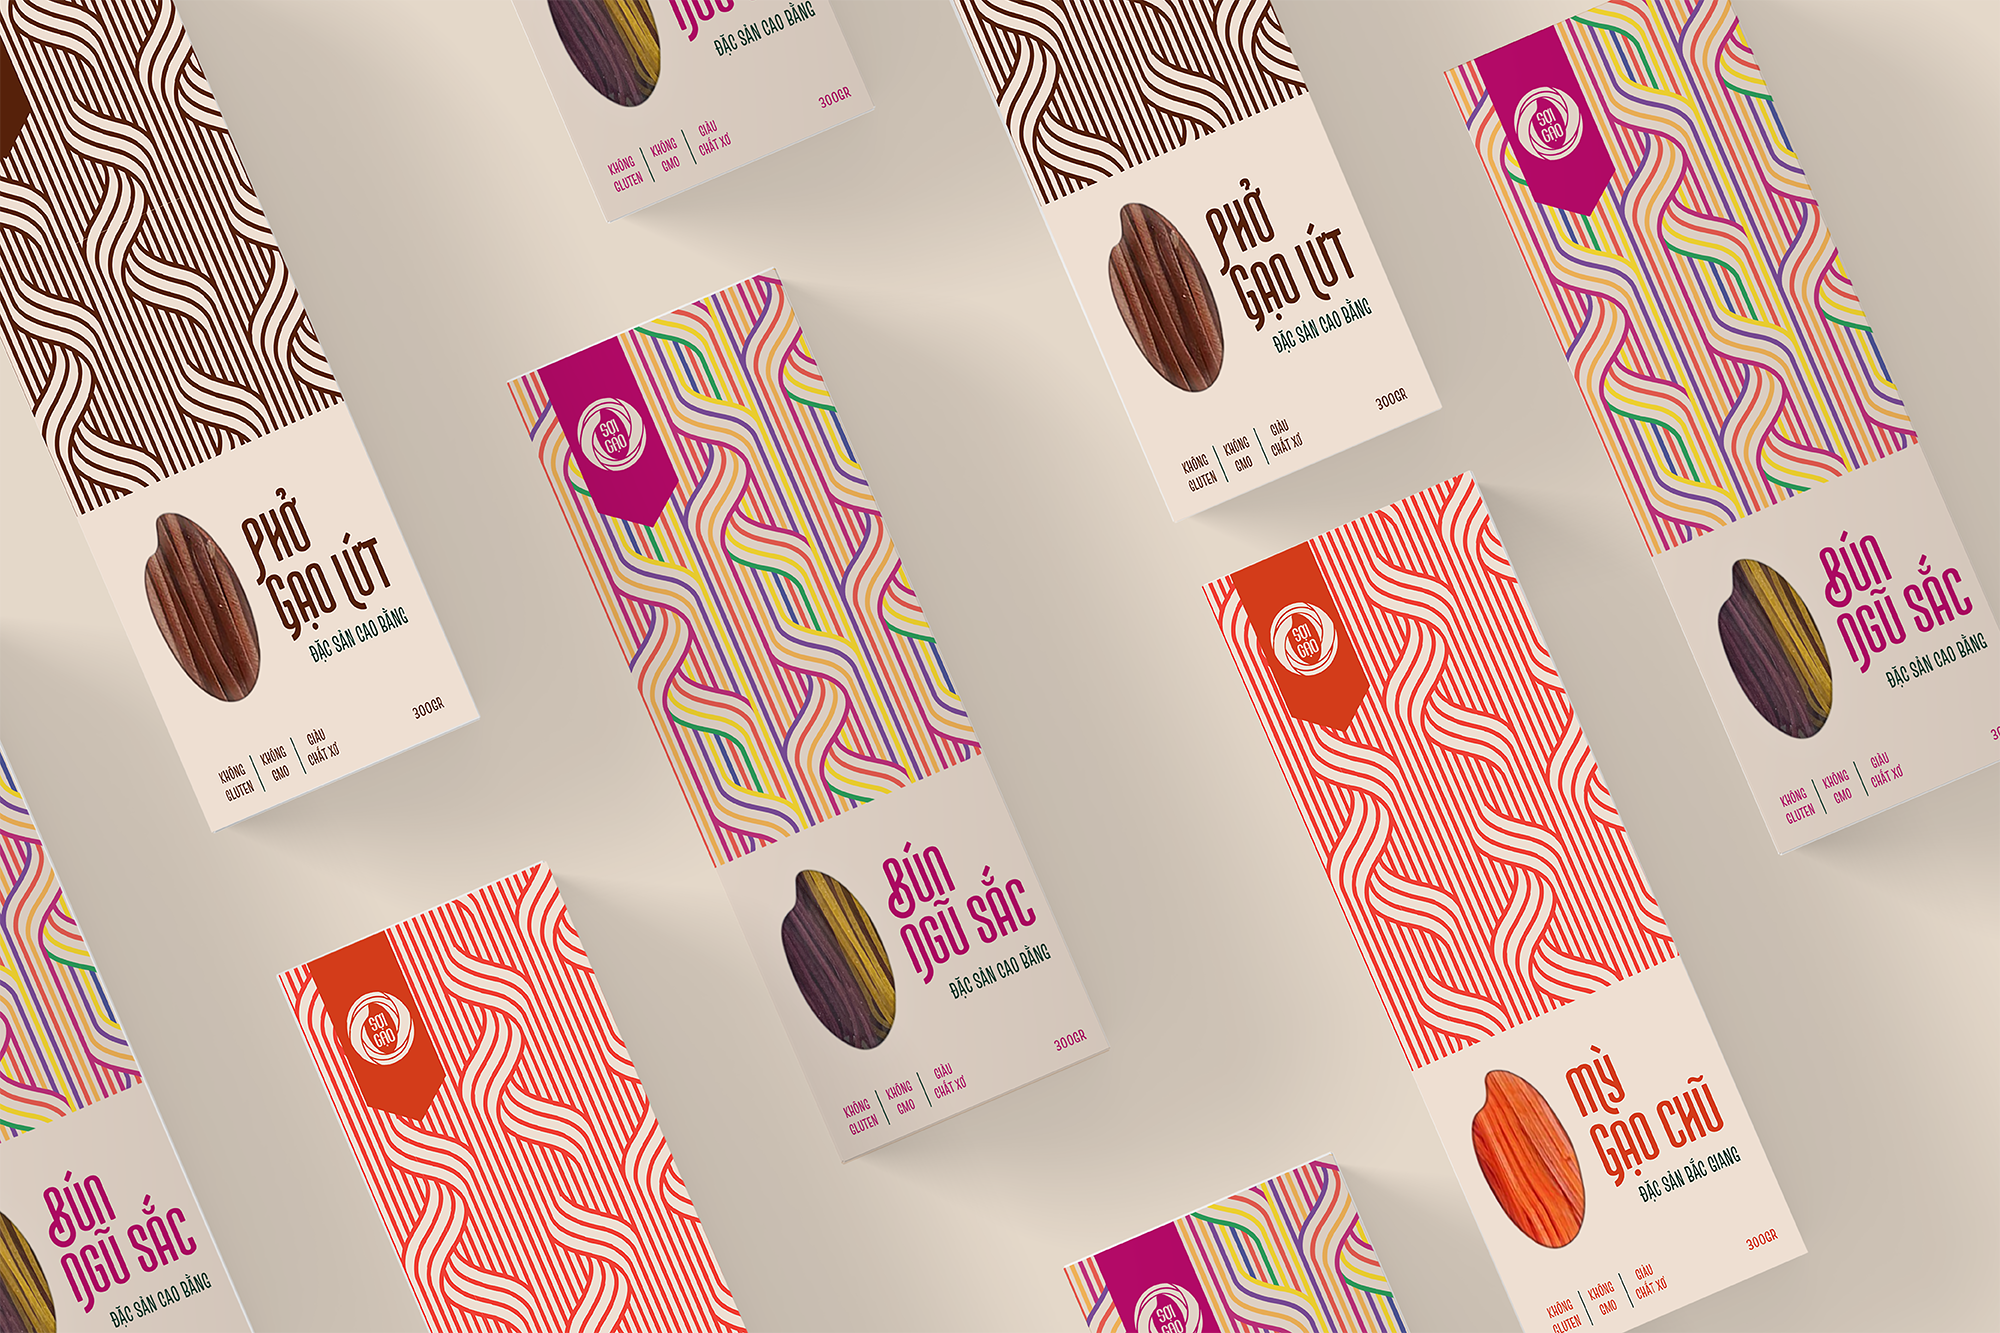 ĐẶC SẢN CAO BẰNG
300GR
KHÔNG
GLUTEN
KHÔNG
GMO
GIÀU
CHẤT XƠ
PHỞ
GẠO LỨT
ĐẶC SẢN CAO BẰNG
300GR
KHÔNG
GLUTEN
KHÔNG
GMO
GIÀU
CHẤT XƠ
SỢI
GẠO
BÚN
NGŨ SẮC
ĐẶC SẢN CAO BẰNG
KHÔNG
GLUTEN
KHÔNG
GMO
GIÀU
CHẤT XƠ
PHỞ
GẠO LỨT
ĐẶC SẢN CAO BẰNG
300GR
KHÔNG
GLUTEN
KHÔNG
GMO
GIÀU
CHẤT XƠ
SỢI
GẠO
BÚN
NGŨ SẮC
ĐẶC SẢN CAO BẰNG
300GR
KHÔNG
GLUTEN
KHÔNG
GMO
GIÀU
CHẤT XƠ
SỢI
GẠO
MỲ
GẠO CHŨ
ĐẶC SẢN BẮC GIANG
300GR
KHÔNG
GLUTEN
KHÔNG
GMO
GIÀU
CHẤT XƠ
BÚN
NGŨ SẮC
ĐẶC SẢN CAO BẰNG
SỢI
GẠO
SỢI
GẠO